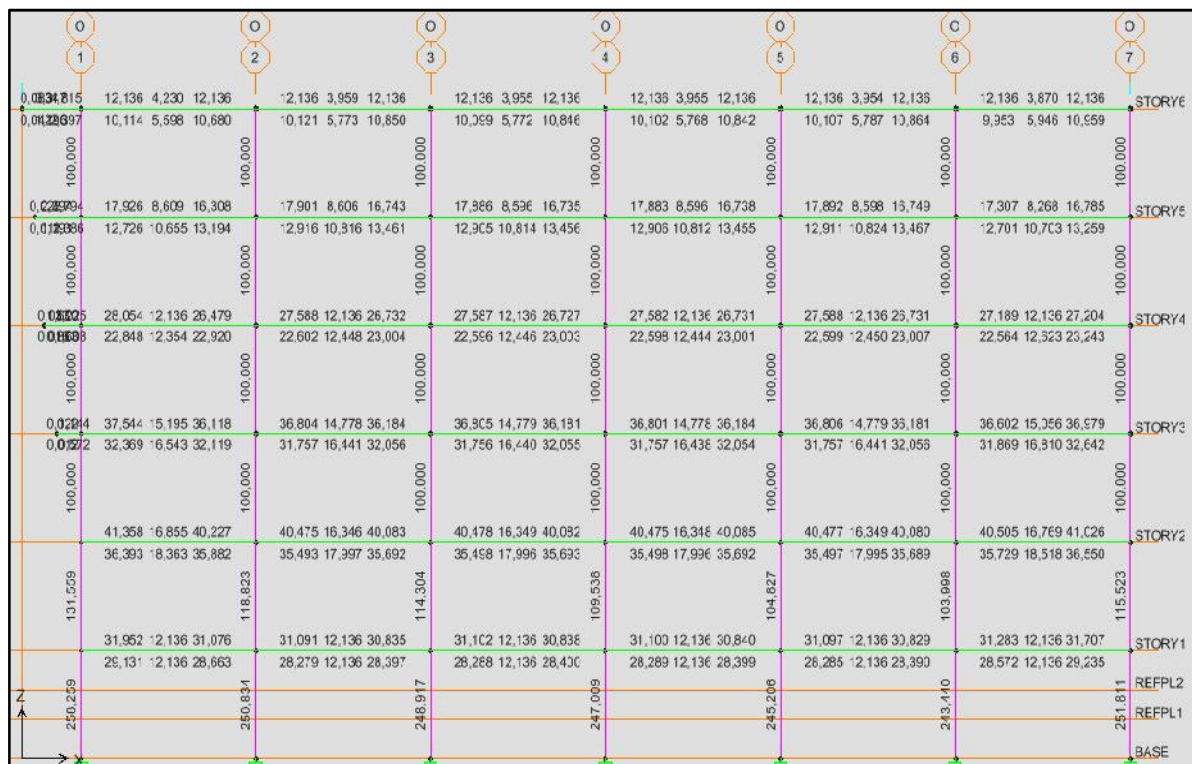 O O O O O C O
1 2 3 4 5 6 7
12,136 4,230 12,136 12,136 3,959 12,136 12,136 3,955 12,136 12,136 3,955 12,136 12,136 3,954 12,136 12,136 3,870 12,136 STORY6
10,114 5,598 10,680 10,121 5,773 10,850 10,099 5,772 10,846 10,102 5,768 10,842 10,107 5,787 10,864 9,953 5,946 10,959
100,000 100,000 100,000 100,000 100,000 100,000 100,000
17,926 8,609 16,308 17,901 8,606 16,743 17,886 8,596 16,735 17,883 8,596 16,738 17,892 8,598 16,749 17,307 8,268 16,785 STORY5
12,726 10,655 13,194 12,916 10,816 13,461 12,905 10,814 13,456 12,906 10,812 13,455 12,911 10,824 13,467 12,701 10,703 13,259
100,000 100,000 100,000 100,000 100,000 100,000 100,000
28,054 12,136 26,479 27,588 12,136 26,732 27,587 12,136 26,727 27,582 12,136 26,731 27,588 12,136 26,731 27,189 12,136 27,204 STORY4
22,848 12,354 22,920 22,602 12,448 23,004 22,596 12,446 23,003 22,598 12,444 23,001 22,599 12,450 23,007 22,564 12,623 23,243
100,000 100,000 100,000 100,000 100,000 100,000 100,000
37,544 15,195 36,118 36,804 14,778 36,184 36,805 14,779 36,181 36,801 14,778 36,184 36,806 14,779 36,181 36,602 15,056 36,979 STORY3
32,369 16,543 32,119 31,757 16,441 32,056 31,756 16,440 32,055 31,757 16,438 32,054 31,757 16,441 32,056 31,869 16,810 32,642
100,000 100,000 100,000 100,000 100,000 100,000 100,000
41,358 16,855 40,227 40,475 16,346 40,083 40,478 16,349 40,082 40,475 16,348 40,085 40,477 16,349 40,080 40,505 16,769 41,026 STORY2
36,393 18,363 35,882 35,493 17,997 35,692 35,498 17,996 35,693 35,498 17,996 35,692 35,497 17,995 35,689 35,729 18,518 36,550
131,559 118,823 114,304 109,538 104,827 103,998 115,523
31,952 12,136 31,076 31,091 12,136 30,835 31,102 12,136 30,838 31,100 12,136 30,840 31,097 12,136 30,829 31,283 12,136 31,707 STORY1
29,131 12,136 28,663 28,279 12,136 28,397 28,288 12,136 28,400 28,289 12,136 28,399 28,285 12,136 28,390 28,572 12,136 29,235
REFPL2
Z 250,259 250,834 248,917 247,009 245,206 243,440 251,811
REFPL1
X BASE